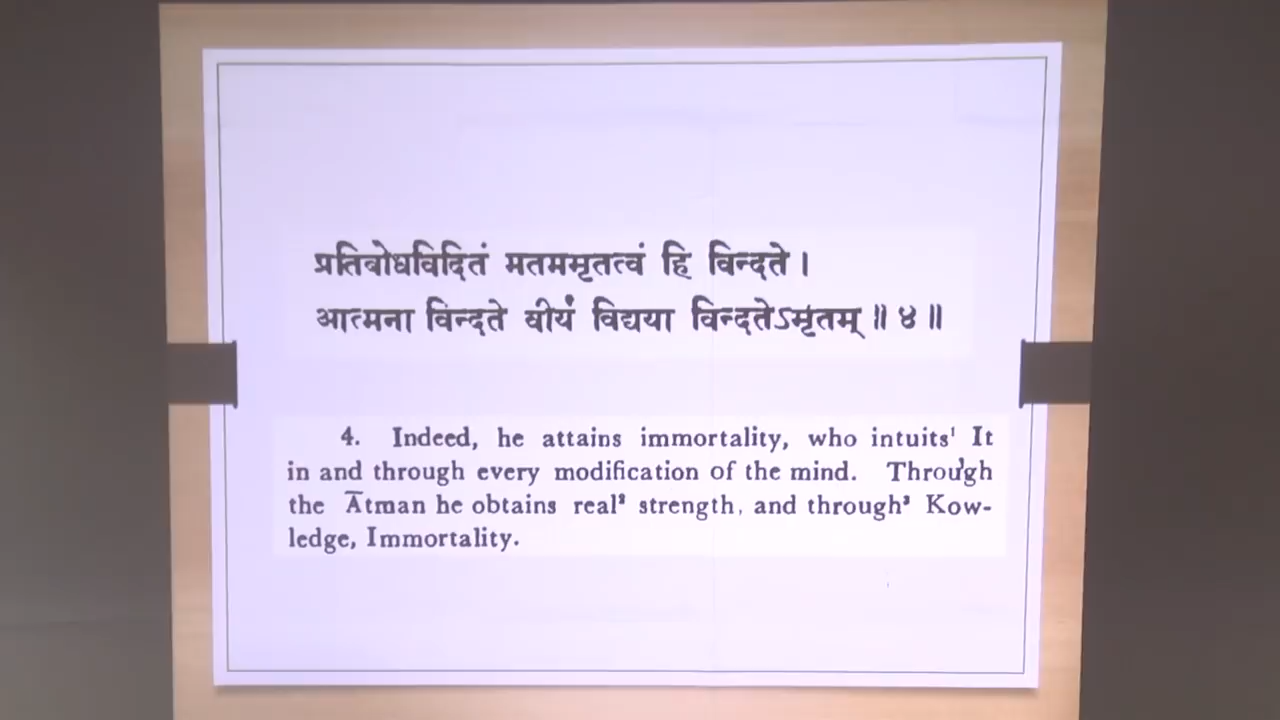 प्रतिबोधविदितं मतममृतत्वं हि विन्दते ।
आत्मना विन्दते वीर्यं विद्यया विन्दतेऽमृतम् ॥ ४ ॥
4. Indeed, he attains immortality, who intuits¹ It
in and through every modification of the mind. Through
the Ātman he obtains real² strength, and through³ Kow-
ledge, Immortality.